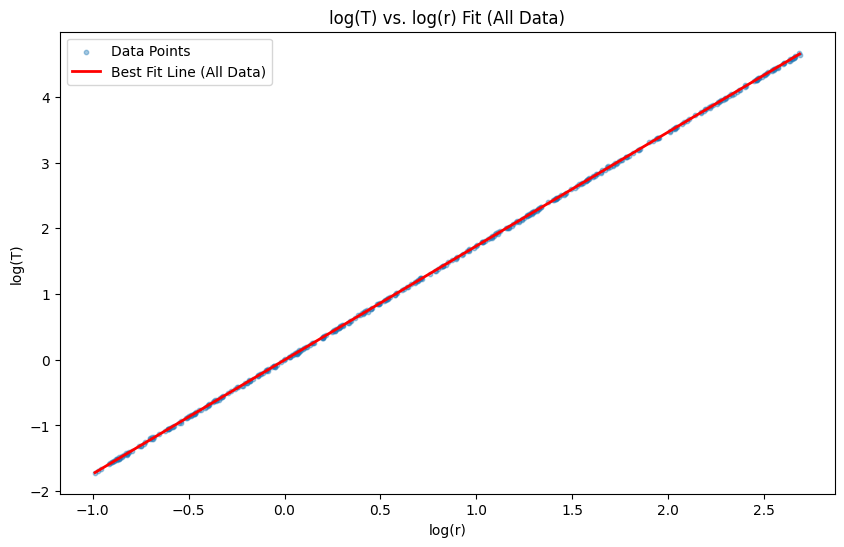 log(T) vs. log(r) Fit (All Data)
Data Points
Best Fit Line (All Data)
4
3
2
1
0
−1
−2
log(T)
−1.0 −0.5 0.0 0.5 1.0 1.5 2.0 2.5
log(r)